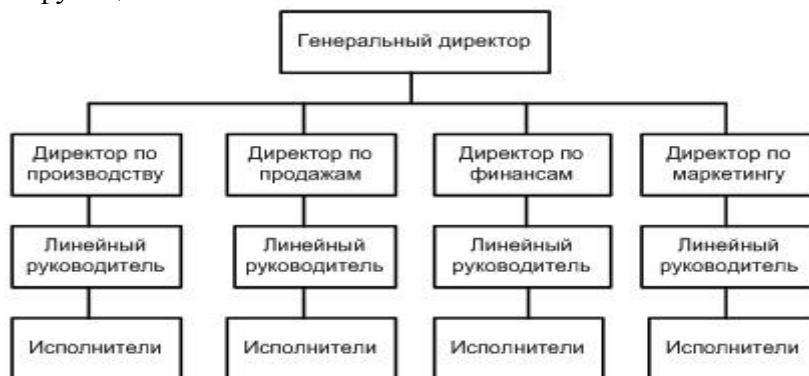 Генеральный директор
Директор по
производству
Директор по
продажам
Директор по
финансам
Директор по
маркетингу
Линейный
руководитель
Линейный
руководитель
Линейный
руководитель
Линейный
руководитель
Исполнители
Исполнители
Исполнители
Исполнители